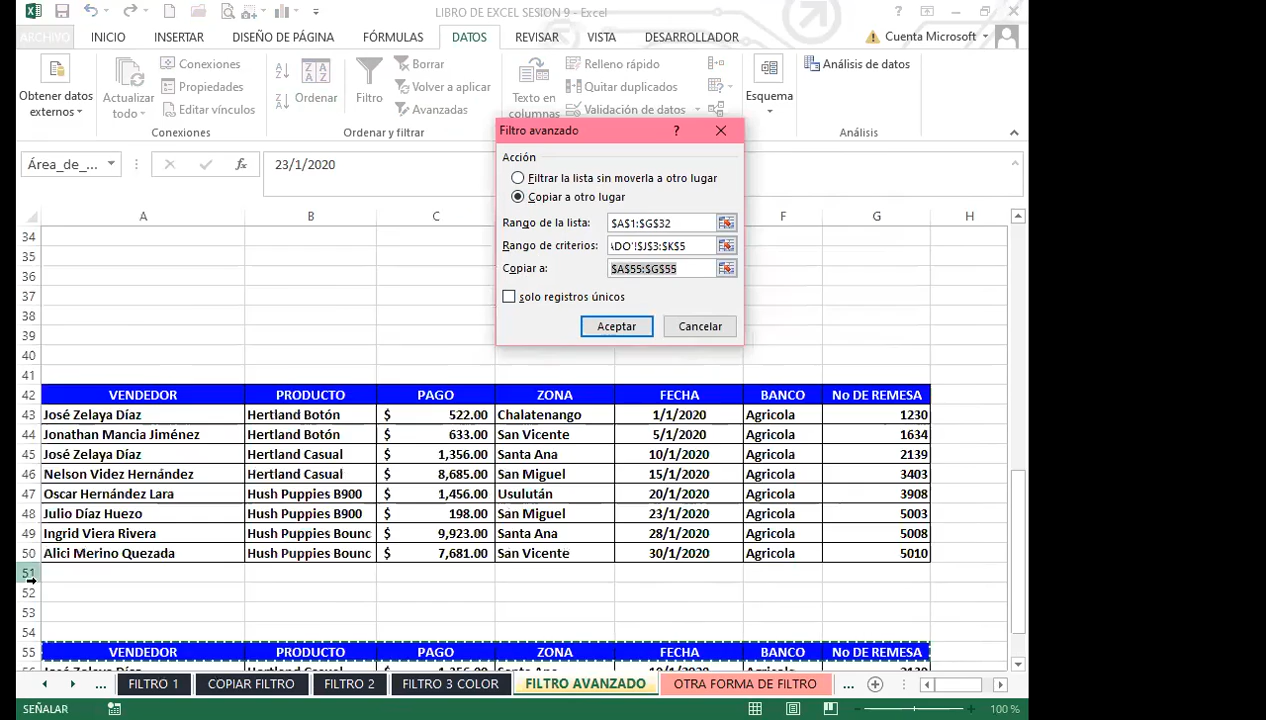 LIBRO DE EXCEL SESION 9 - Excel
ARCHIVO INICIO INSERTAR DISEÑO DE PÁGINA FÓRMULAS DATOS REVISAR VISTA DESARROLLADOR Cuenta Microsoft
Obtener datos externos
Actualizar todo
Conexiones
Propiedades
Editar vínculos
Conexiones
Ordenar
Filtro
Borrar
Volver a aplicar
Avanzadas
Ordenar y filtrar
Texto en columnas
Relleno rápido
Quitar duplicados
Validación de datos
Esquema
Análisis de datos
Análisis
Área_de_... fx 23/1/2020
Filtro avanzado ?
Acción
Filtrar la lista sin moverla a otro lugar
Copiar a otro lugar
Rango de la lista: $A$1:$G$32
Rango de criterios: ADO'!$J$3:$K$5
Copiar a: $A$55:$G$55
Solo registros únicos
Aceptar Cancelar
A B C F G H
34
35
36
37
38
39
40
41
42 VENDEDOR PRODUCTO PAGO ZONA FECHA BANCO No DE REMESA
43 José Zelaya Díaz Hertland Botón $ 522.00 Chalatenango 1/1/2020 Agricola 1230
44 Jonathan Mancia Jiménez Hertland Botón $ 633.00 San Vicente 5/1/2020 Agricola 1634
45 José Zelaya Díaz Hertland Casual $ 1,356.00 Santa Ana 10/1/2020 Agricola 2139
46 Nelson Videz Hernández Hertland Casual $ 8,685.00 San Miguel 15/1/2020 Agricola 3403
47 Oscar Hernández Lara Hush Puppies B900 $ 1,456.00 Usulután 20/1/2020 Agricola 3908
48 Julio Díaz Huezo Hush Puppies B900 $ 198.00 San Miguel 23/1/2020 Agricola 5003
49 Ingrid Viera Rivera Hush Puppies Bounc $ 9,923.00 Santa Ana 28/1/2020 Agricola 5008
50 Alici Merino Quezada Hush Puppies Bounc $ 7,681.00 San Vicente 30/1/2020 Agricola 5010
51
52
53
54
55 VENDEDOR PRODUCTO PAGO ZONA FECHA BANCO No DE REMESA
... FILTRO 1 COPIAR FILTRO FILTRO 2 FILTRO 3 COLOR FILTRO AVANZADO OTRA FORMA DE FILTRO ...
SEÑALAR 100 %